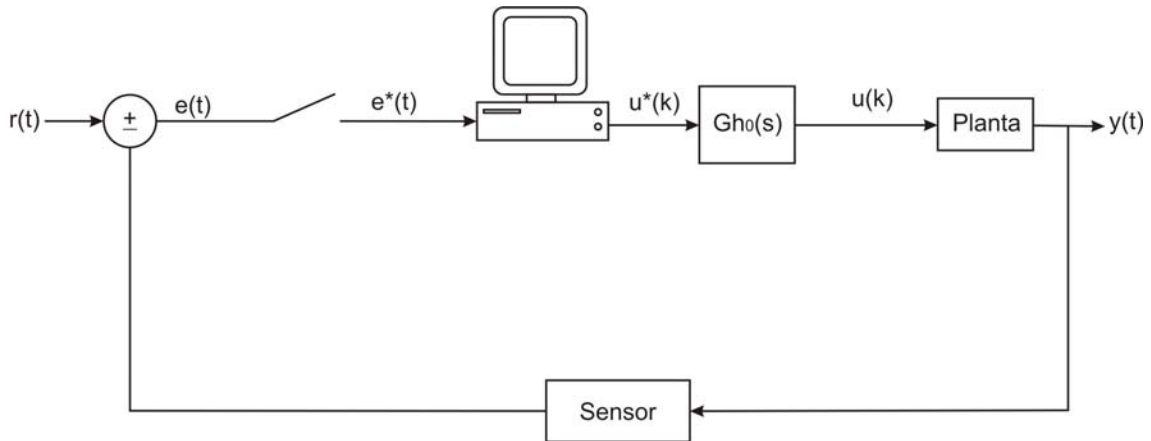 r(t)
±
e(t)
e*(t)
u*(k)
Gh₀(s)
u(k)
Planta
y(t)
Sensor